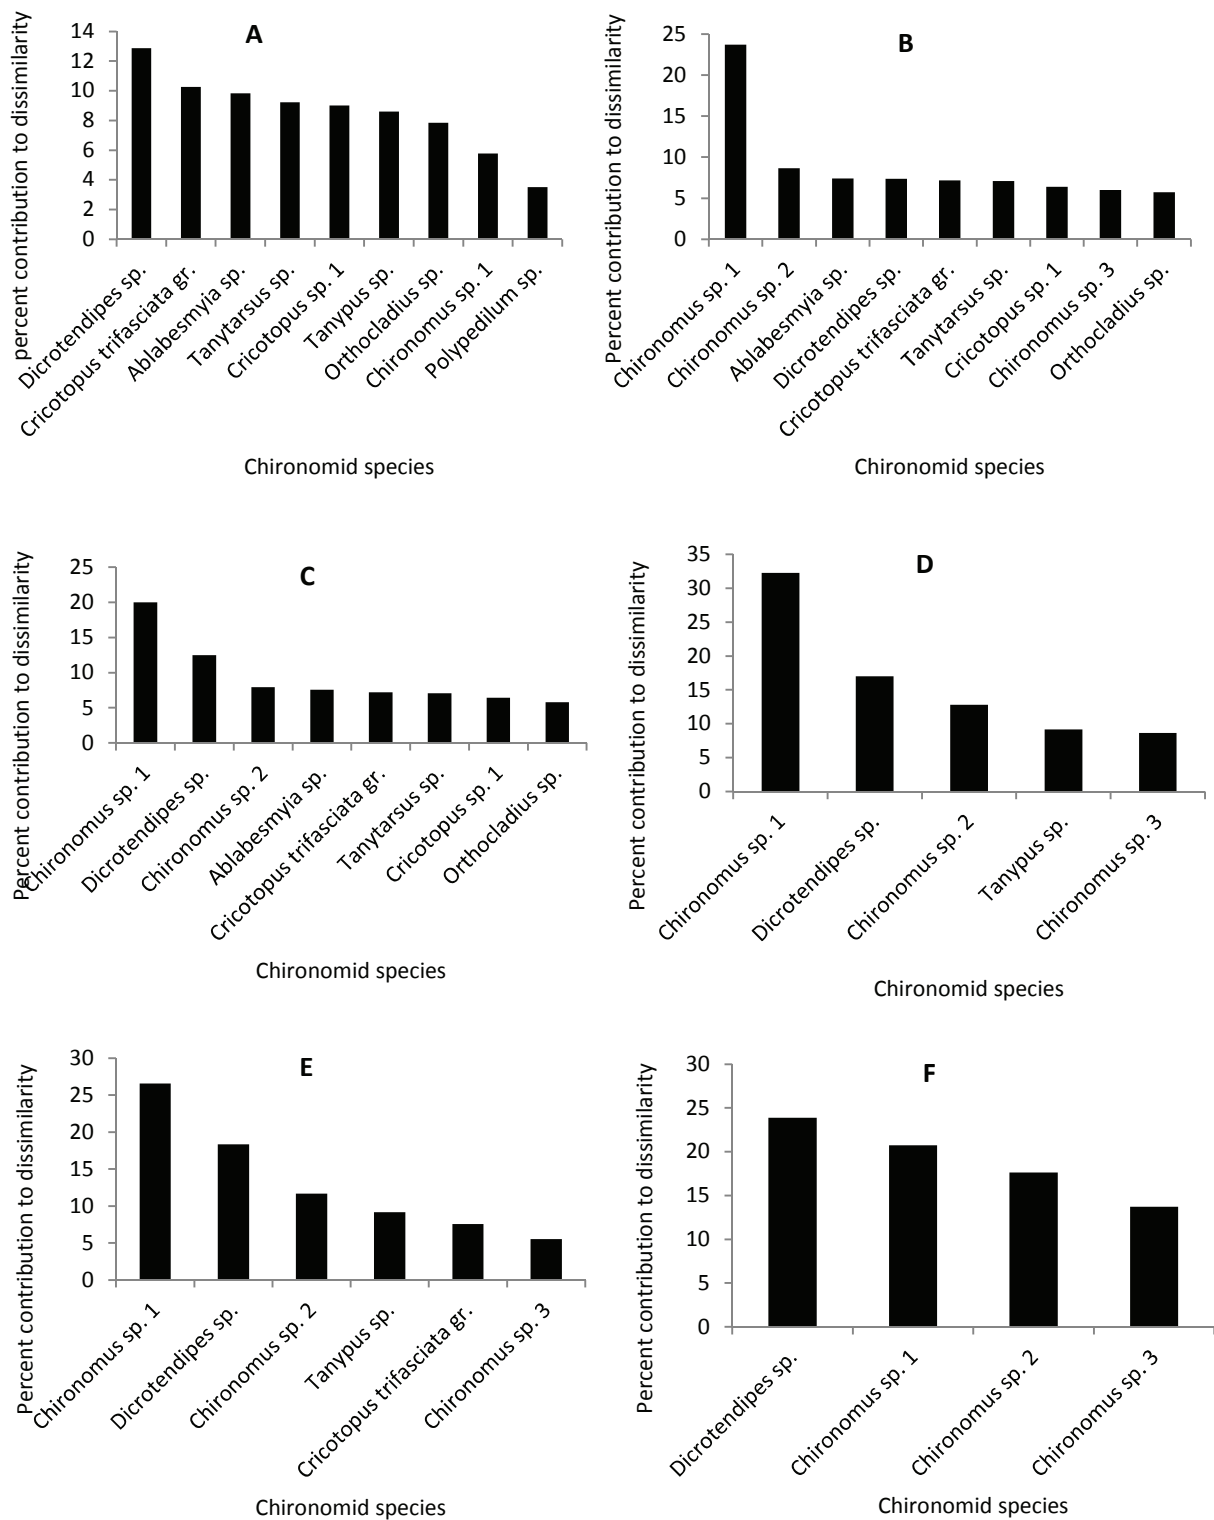 A
percent contribution to dissimilarity
14
12
10
8
6
4
2
0
Dicrotendipes sp.
Cricotopus trifasciata gr.
Ablabesmyia sp.
Tanytarsus sp.
Cricotopus sp. 1
Tanypus sp.
Orthocladius sp.
Chironomus sp. 1
Polypedilum sp.
Chironomid species
B
Percent contribution to dissimilarity
25
20
15
10
5
0
Chironomus sp. 1
Chironomus sp. 2
Ablabesmyia sp.
Dicrotendipes sp.
Cricotopus trifasciata gr.
Tanytarsus sp.
Cricotopus sp. 1
Chironomus sp. 3
Orthocladius sp.
Chironomid species
C
Percent contribution to dissimilarity
25
20
15
10
5
0
Chironomus sp. 1
Dicrotendipes sp.
Chironomus sp. 2
Ablabesmyia sp.
Cricotopus trifasciata gr.
Tanytarsus sp.
Cricotopus sp. 1
Orthocladius sp.
Chironomid species
D
Percent contribution to dissimilarity
35
30
25
20
15
10
5
0
Chironomus sp. 1
Dicrotendipes sp.
Chironomus sp. 2
Tanypus sp.
Chironomus sp. 3
Chironomid species
E
Percent contribution to dissimilarity
30
25
20
15
10
5
0
Chironomus sp. 1
Dicrotendipes sp.
Chironomus sp. 2
Tanypus sp.
Cricotopus trifasciata gr.
Chironomus sp. 3
Chironomid species
F
Percent contribution to dissimilarity
30
25
20
15
10
5
0
Dicrotendipes sp.
Chironomus sp. 1
Chironomus sp. 2
Chironomus sp. 3
Chironomid species